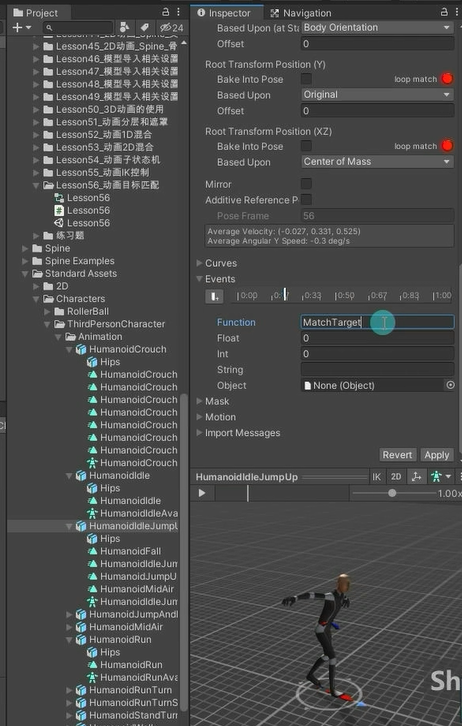 Project
24
Lesson45_2D动画_Spine_骨
Lesson46_模型导入相关设置
Lesson47_模型导入相关设置
Lesson48_模型导入相关设置
Lesson49_模型导入相关设置
Lesson50_3D动画的使用
Lesson51_动画分层和遮罩
Lesson52_动画1D混合
Lesson53_动画2D混合
Lesson54_动画子状态机
Lesson55_动画IK控制
Lesson56_动画目标匹配
Lesson56
Lesson56
Lesson56
练习题
Spine
Spine Examples
Standard Assets
2D
Characters
RollerBall
ThirdPersonCharacter
Animation
HumanoidCrouch
Hips
HumanoidCrouch
HumanoidCrouch
HumanoidCrouch
HumanoidCrouch
HumanoidCrouch
HumanoidCrouch
HumanoidCrouch
HumanoidCrouch
HumanoidIdle
Hips
HumanoidIdle
HumanoidIdleAva
HumanoidIdleJumpU
Hips
HumanoidFall
HumanoidIdleJum
HumanoidJumpU
HumanoidMidAir
HumanoidIdleJum
HumanoidJumpAnd
HumanoidMidAir
HumanoidRun
Hips
HumanoidRun
HumanoidRunAva
HumanoidRunTurn
HumanoidRunTurnS
HumanoidStandTurn
Inspector
Navigation
Based Upon (at Sta
Body Orientation
Offset
0
Root Transform Position (Y)
Bake Into Pose
loop match
Based Upon
Original
Offset
0
Root Transform Position (XZ)
Bake Into Pose
loop match
Based Upon
Center of Mass
Mirror
Additive Reference P
Pose Frame
56
Average Velocity: (-0.027, 0.331, 0.525)
Average Angular Y Speed: -0.3 deg/s
Curves
Events
0:00
0:50
0:67
0:83
1:00
Function
MatchTarget
Float
0
Int
0
String
Object
None (Object)
Mask
Motion
Import Messages
Revert
Apply
HumanoidIdleJumpUp
IK
2D
1.00x
Sh